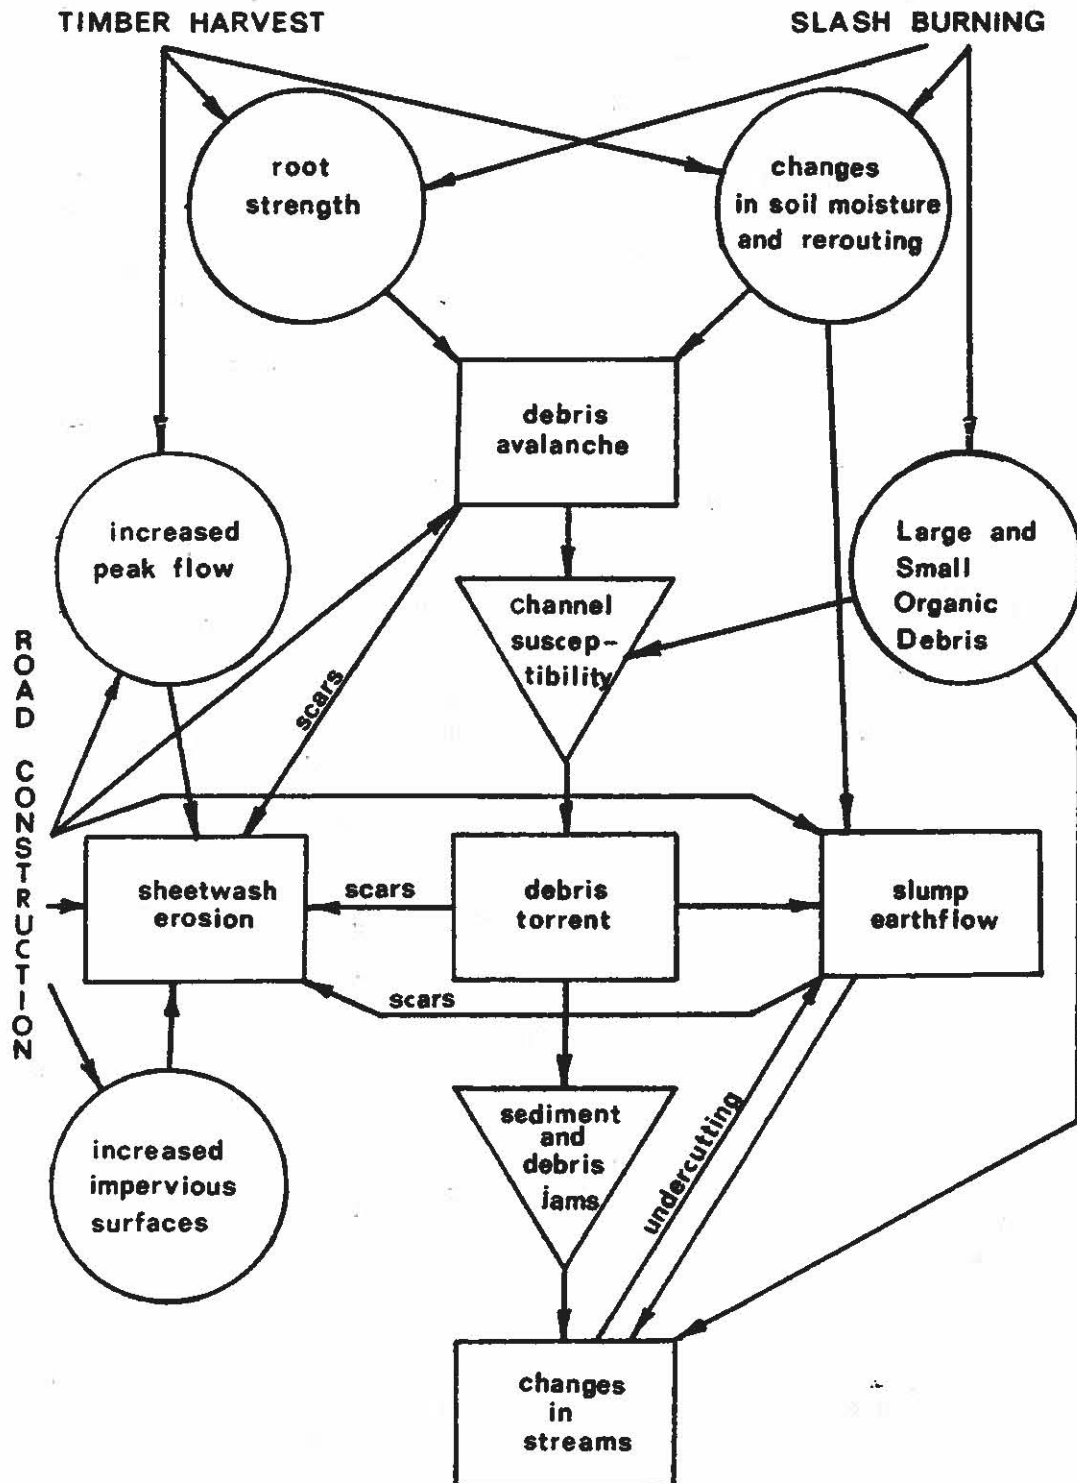 TIMBER HARVEST
SLASH BURNING
root
strength
changes
in soil moisture
and rerouting
debris
avalanche
increased
peak flow
Large and
Small
Organic
Debris
Channel
suscep-
tibility
scars
ROAD CONSTRUCTION
sheetwash
erosion
scars
debris
torrent
slump
earthflow
scars
increased
impervious
surfaces
sediment
and
debris
jams
undercutting
changes
in
streams